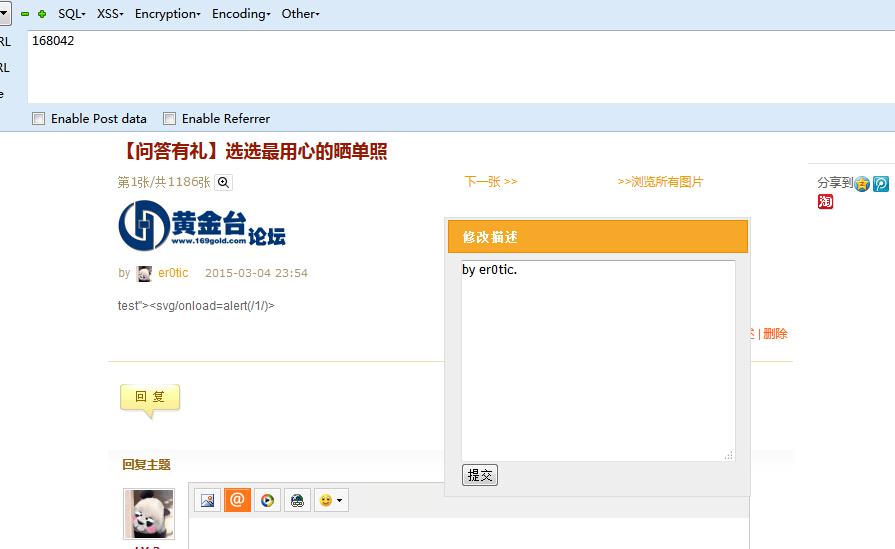 SQL▾ XSS▾ Encryption▾ Encoding▾ Other▾
RL 168042
RL
e
Enable Post data Enable Referrer
【问答有礼】选选最用心的晒单照
第1张/共1186张 下一张 >> >>浏览所有图片
分享到
淘
黄金台
www.169gold.com 论坛
修改描述
by er0tic 2015-03-04 23:54
by er0tic.
test"><svg/onload=alert(/1/)>
| 删除
回 复
回复主题
提交
@